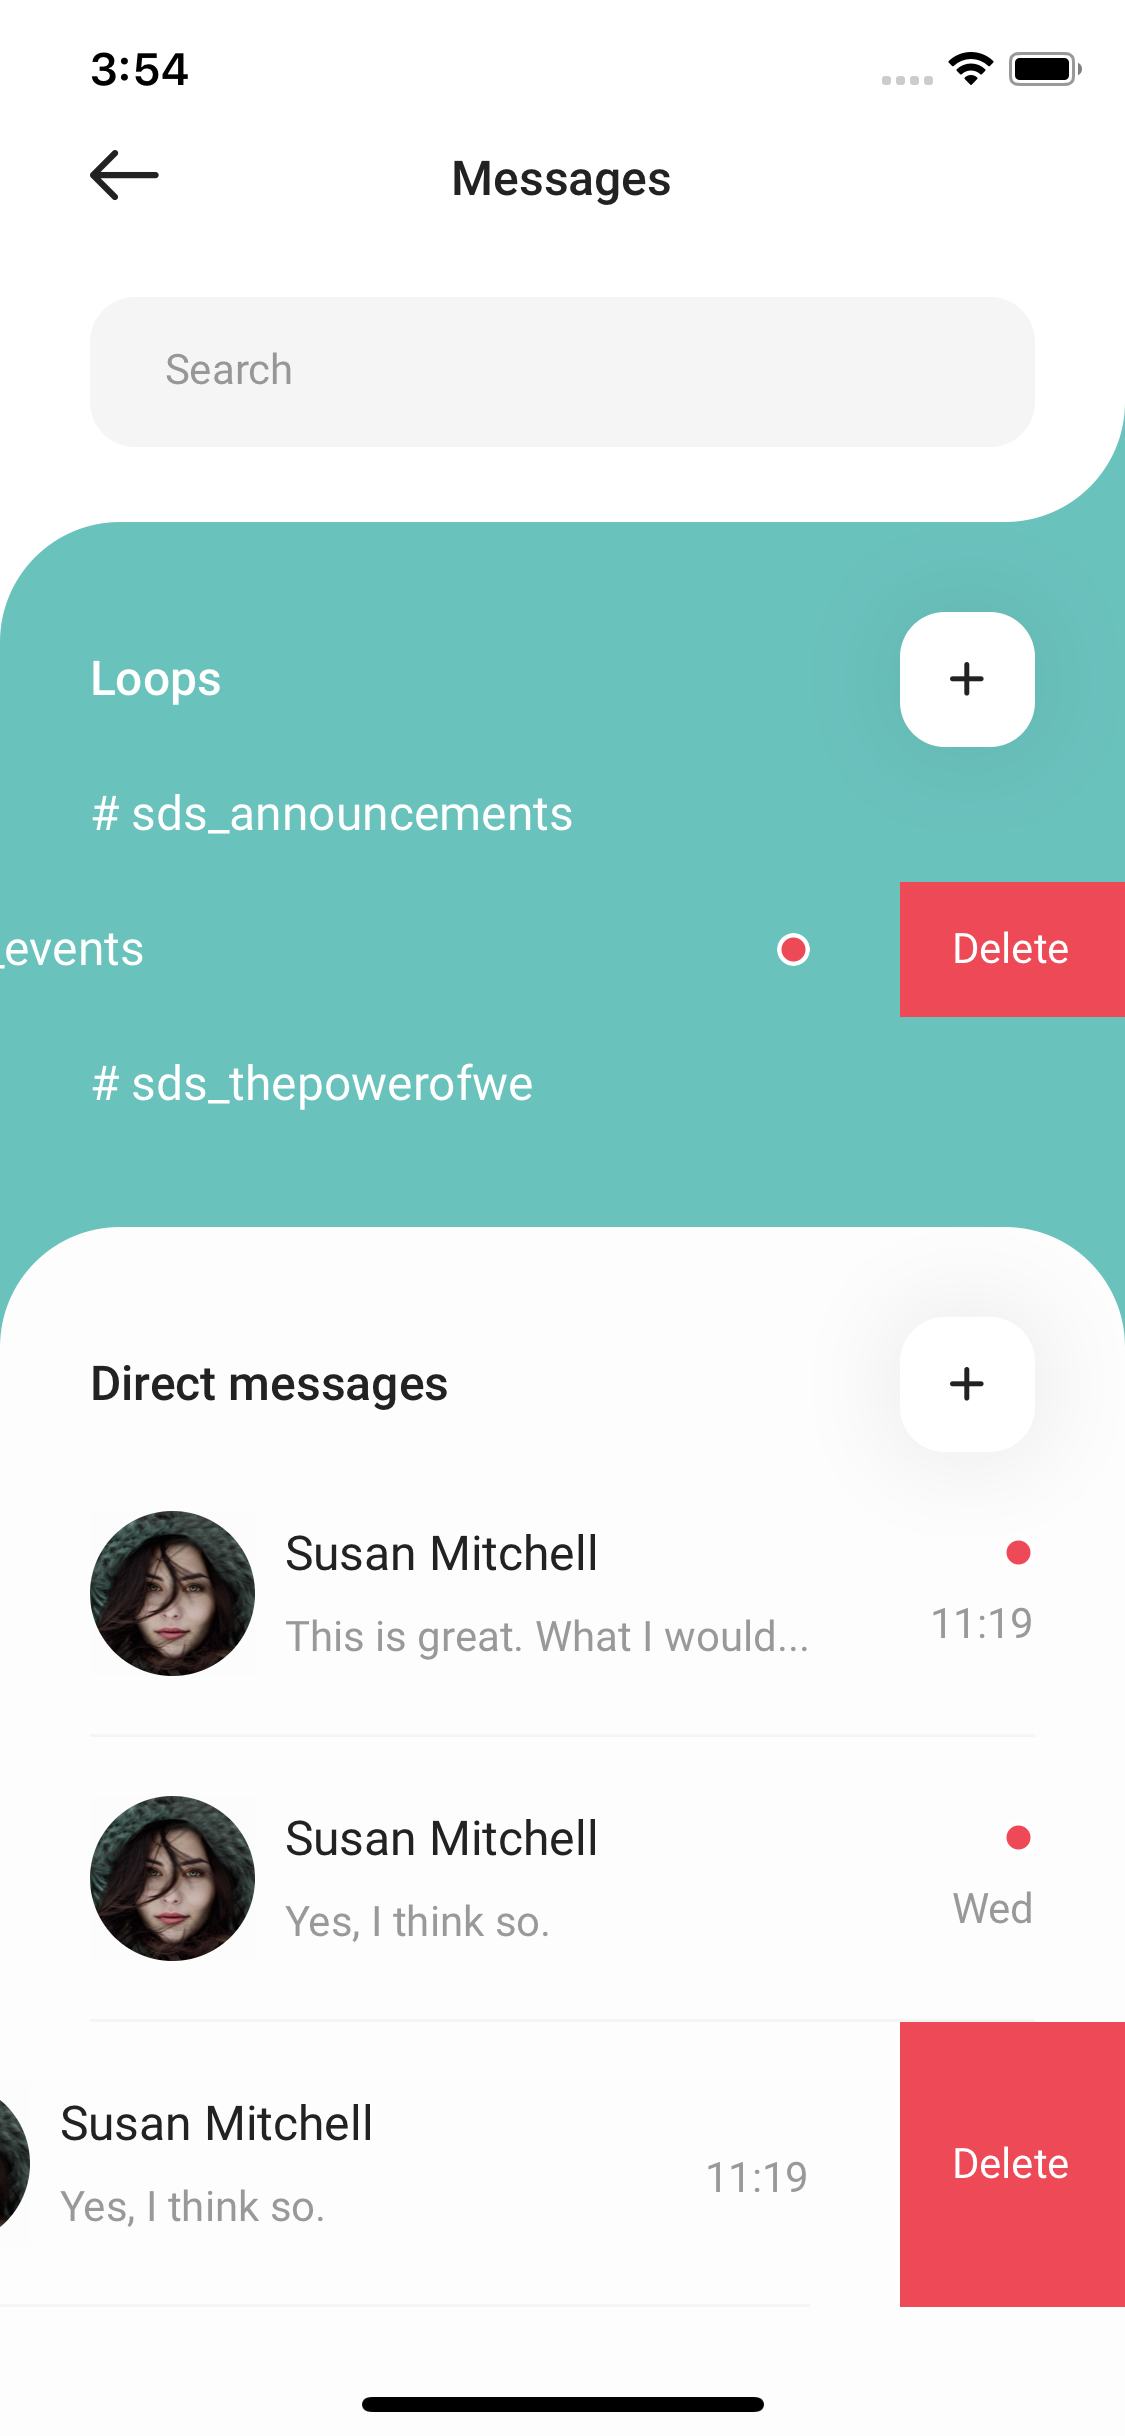 3:54
Messages
Search
Loops
+
# sds_announcements
_events
Delete
# sds_thepowerofwe
Direct messages
+
Susan Mitchell
This is great. What I would...
11:19
Susan Mitchell
Yes, I think so.
Wed
Susan Mitchell
Yes, I think so.
11:19
Delete